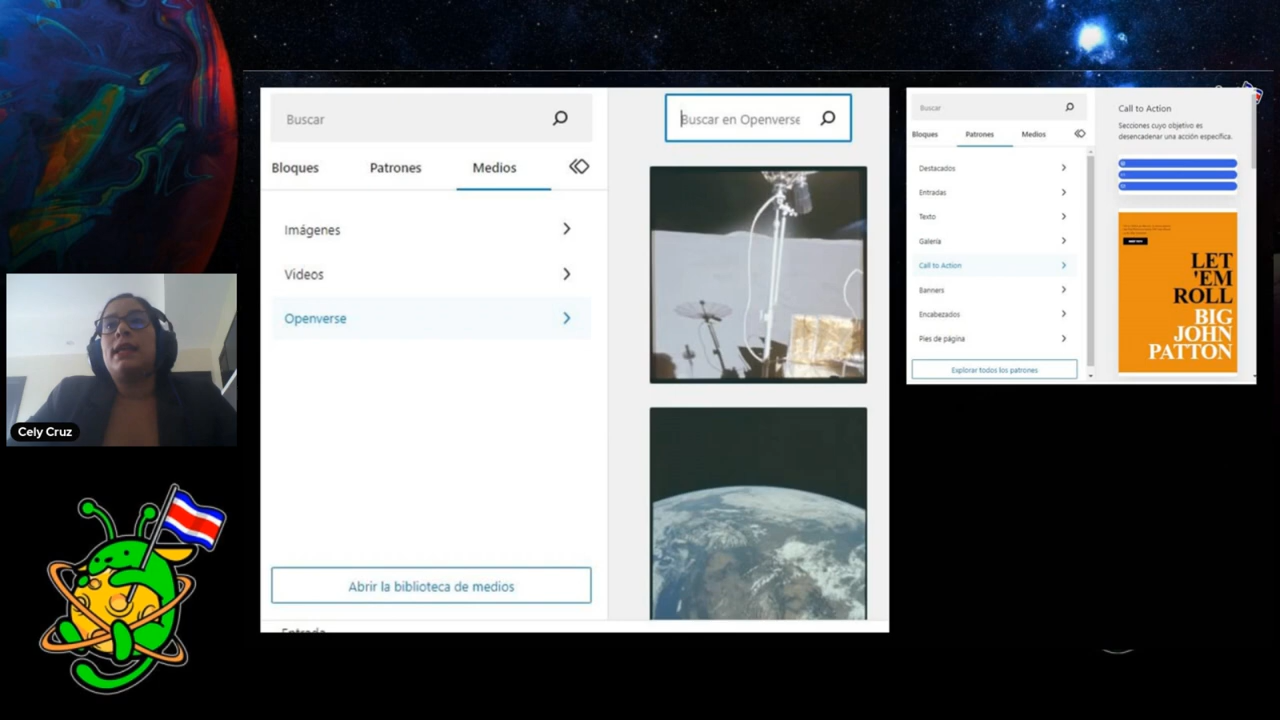 Buscar
Bloques
Patrones
Medios
Imágenes
Videos
Openverse
Abrir la biblioteca de medios
Buscar en Openverse
Buscar
Bloques
Patrones
Medios
Destacados
Entradas
Texto
Galería
Call to Action
Banners
Encabezados
Pies de página
Explorar todos los patrones
Call to Action
Secciones cuyo objetivo es
desencadenar una acción específica.
LET
'EM
ROLL
BIG
JOHN
PATTON
Cely Cruz